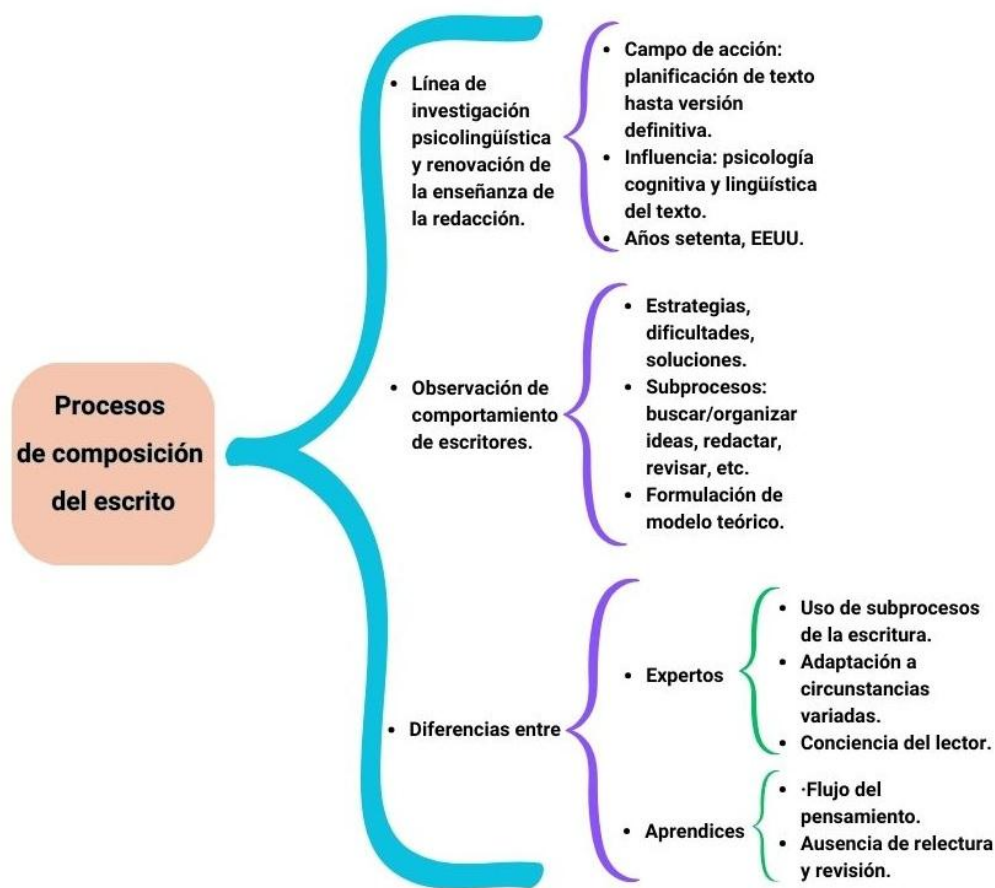 Procesos
de composición
del escrito
• Línea de
investigación
psicolingüística
y renovación de
la enseñanza de
la redacción.
• Campo de acción:
planificación de texto
hasta versión
definitiva.
• Influencia: psicología
cognitiva y lingüística
del texto.
• Años setenta, EEUU.
• Observación de
comportamiento
de escritores.
• Estrategias,
dificultades,
soluciones.
• Subprocesos:
buscar/organizar
ideas, redactar,
revisar, etc.
• Formulación de
modelo teórico.
• Diferencias entre
• Expertos
• Uso de subprocesos
de la escritura.
• Adaptación a
circunstancias
variadas.
• Conciencia del lector.
• Aprendices
• ·Flujo del
pensamiento.
• Ausencia de relectura
y revisión.